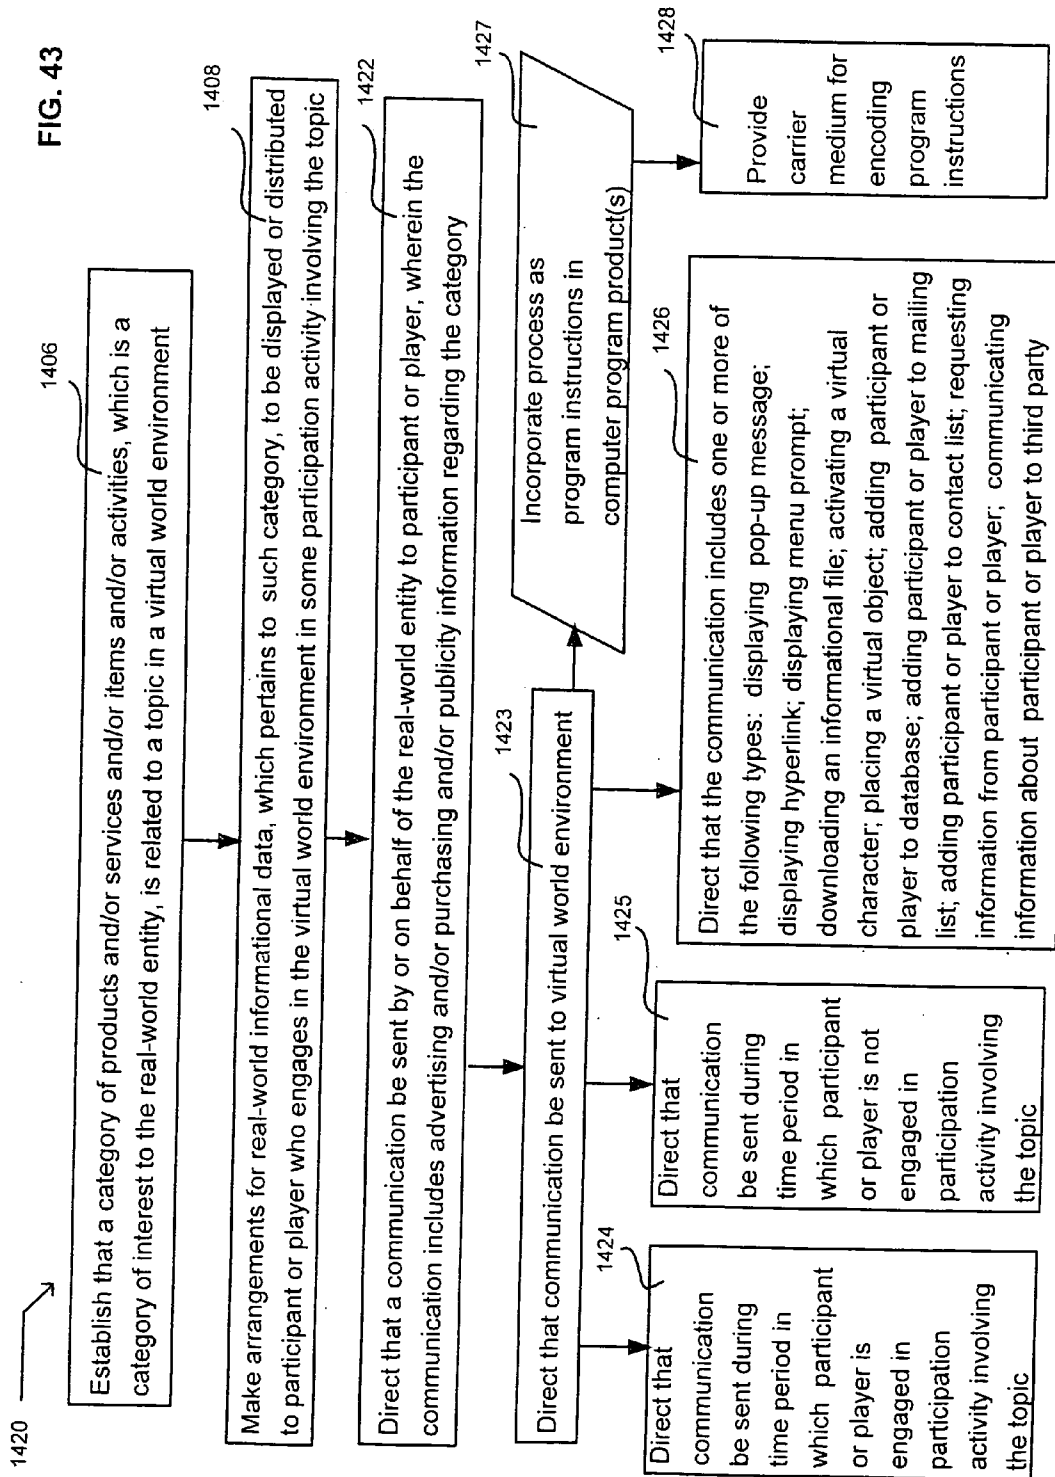 FIG. 43
1420
1406
Establish that a category of products and/or services and/or items and/or activities, which is a
category of interest to the real-world entity, is related to a topic in a virtual world environment
1408
Make arrangements for real-world informational data, which pertains to such category, to be displayed or distributed
to participant or player who engages in the virtual world environment in some participation activity involving the topic
1422
Direct that a communication be sent by or on behalf of the real-world entity to participant or player, wherein the
communication includes advertising and/or purchasing and/or publicity information regarding the category
1423
Direct that communication be sent to virtual world environment
1427
Incorporate process as
program instructions in
computer program product(s)
1424
Direct that
communication
be sent during
time period in
which participant
or player is
engaged in
participation
activity involving
the topic
1425
Direct that
communication
be sent during
time period in
which participant
or player is not
engaged in
participation
activity involving
the topic
1426
Direct that the communication includes one or more of
the following types: displaying pop-up message;
displaying hyperlink; displaying menu prompt;
downloading an informational file; activating a virtual
character; placing a virtual object; adding participant or
player to database; adding participant or player to mailing
list; adding participant or player to contact list; requesting
information from participant or player; communicating
information about participant or player to third party
1428
Provide
carrier
medium for
encoding
program
instructions